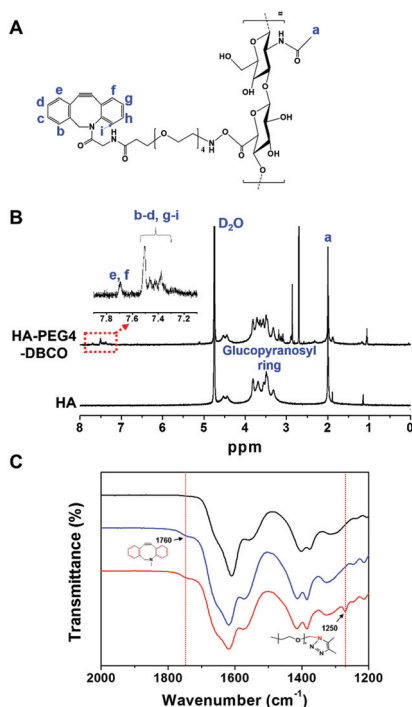 A
=
a
HO
O
NH
O
OH
O
e
f
d
g
c
h
b
i
N
O
HN
O
O
4
N
H
O
O
O
OH
HO
O
B
D₂O
b-d, g-i
a
e, f
7.8 7.6 7.4 7.2
HA-PEG4
-DBCO
Glucopyranosyl
ring
HA
8 7 6 5 4 3 2 1 0
ppm
C
Transmittance (%)
1760
N
O
N
N=N
1250
2000 1800 1600 1400 1200
Wavenumber (cm⁻¹)